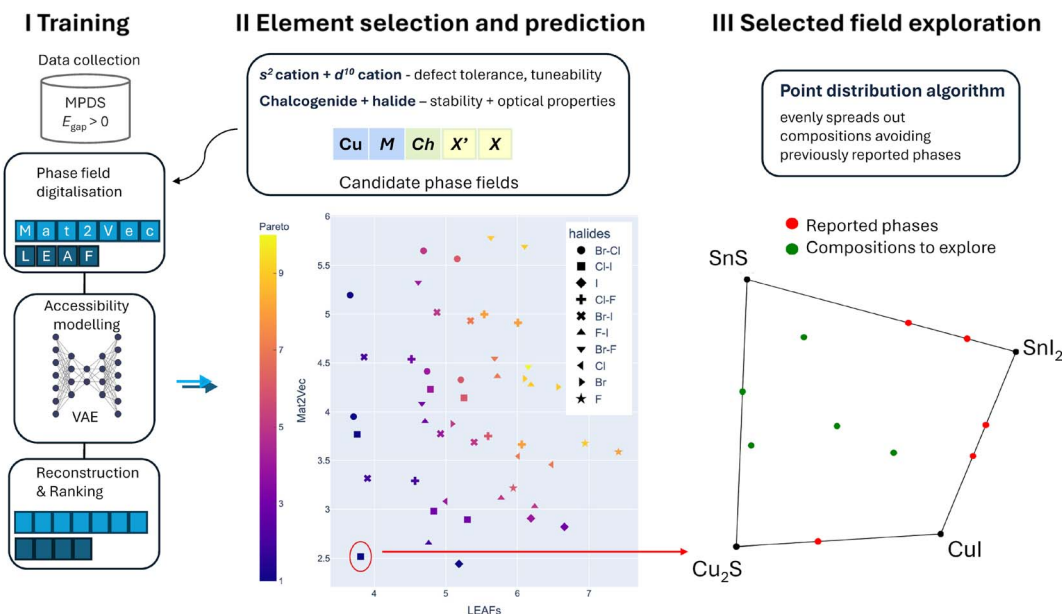 I Training
Data collection
MPDS
E_gap > 0
Phase field
digitalisation
M a t 2 V e c
L E A F
Accessibility
modelling
VAE
Reconstruction
& Ranking
II Element selection and prediction
s² cation + d¹⁰ cation - defect tolerance, tuneability
Chalcogenide + halide – stability + optical properties
Cu M Ch X' X
Candidate phase fields
Pareto
9
7
5
3
1
Mat2Vec
6
5.5
5
4.5
4
3.5
3
2.5
4 5 6 7
LEAFs
halides
Br-Cl
Cl-I
I
Cl-F
Br-I
F-I
Br-F
Cl
Br
F
III Selected field exploration
Point distribution algorithm
evenly spreads out
compositions avoiding
previously reported phases
Reported phases
Compositions to explore
SnS
SnI₂
Cu₂S
CuI